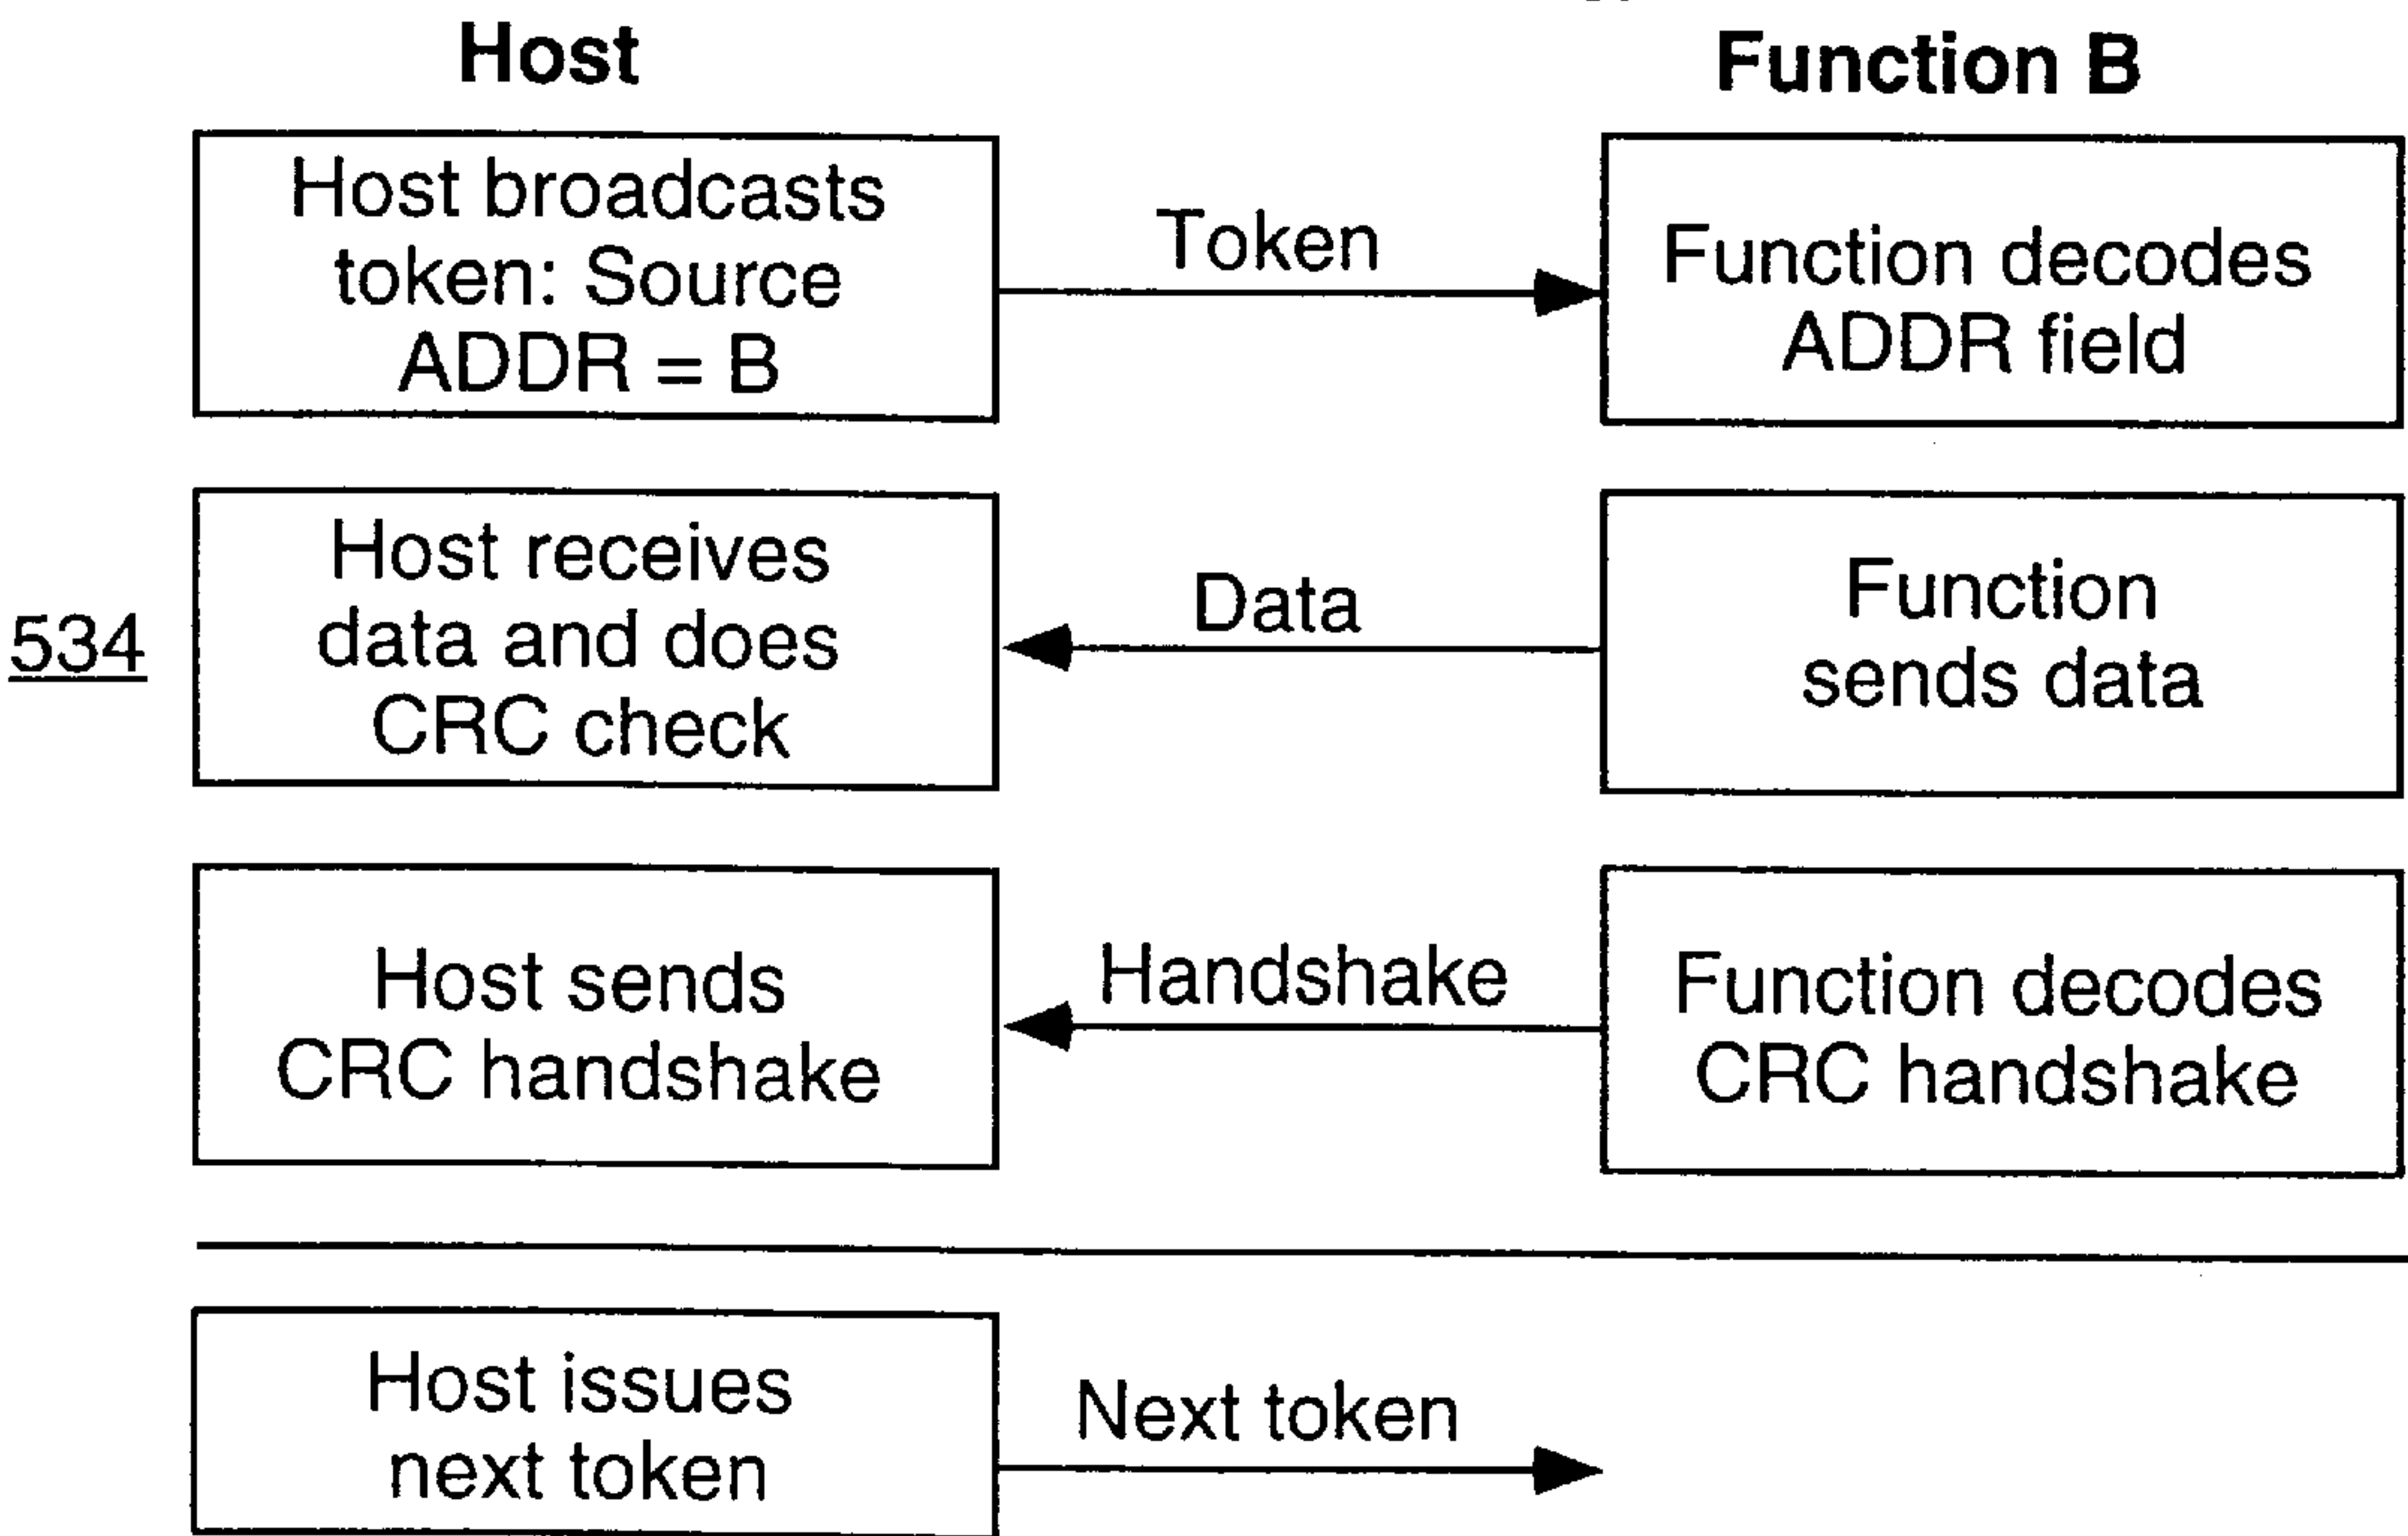 Host
Function B
Host broadcasts
token: Source
ADDR = B
Token
Function decodes
ADDR field
534
Host receives
data and does
CRC check
Data
Function
sends data
Host sends
CRC handshake
Handshake
Function decodes
CRC handshake
Host issues
next token
Next token